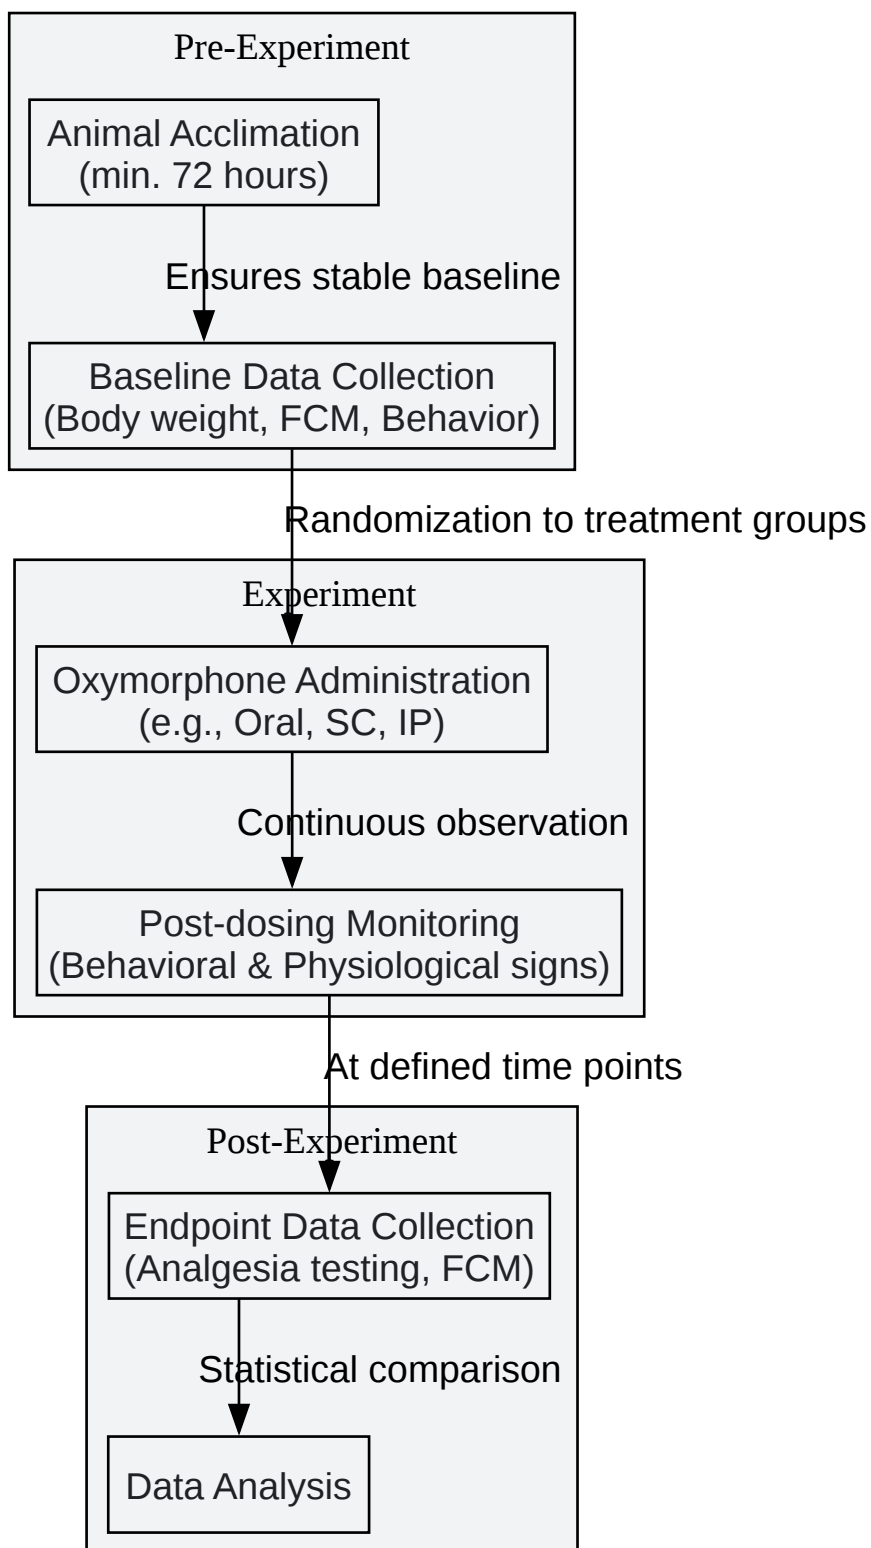 Pre-Experiment
Animal Acclimation
(min. 72 hours)
Ensures stable baseline
Baseline Data Collection
(Body weight, FCM, Behavior)
Randomization to treatment groups
Experiment
Oxymorphone Administration
(e.g., Oral, SC, IP)
Continuous observation
Post-dosing Monitoring
(Behavioral & Physiological signs)
At defined time points
Post-Experiment
Endpoint Data Collection
(Analgesia testing, FCM)
Statistical comparison
Data Analysis